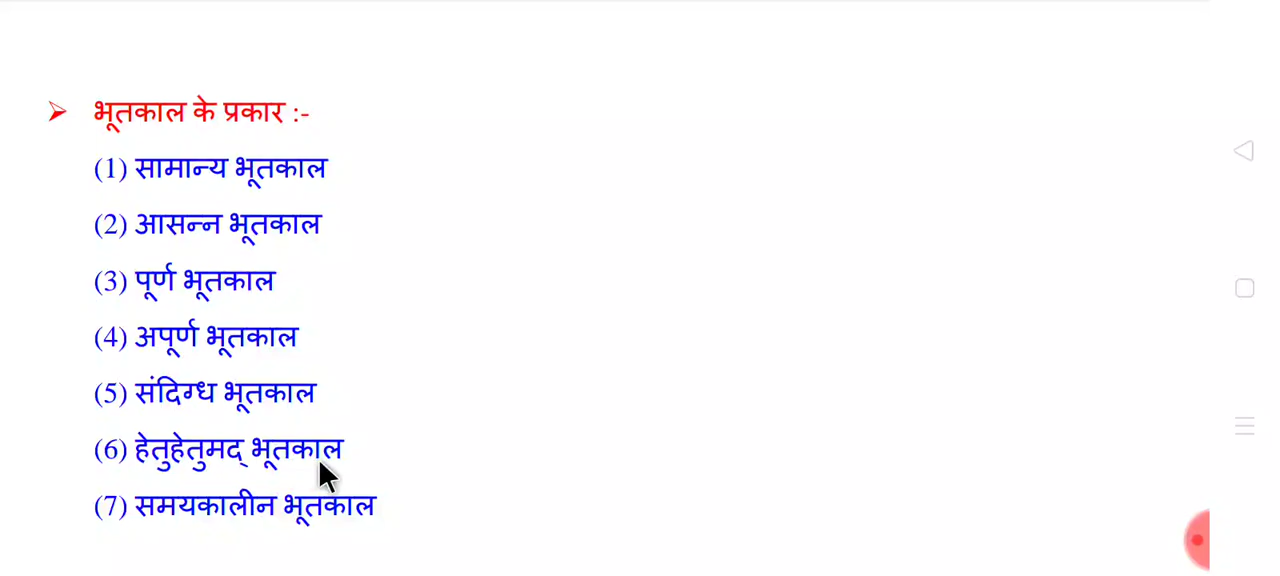 ➢ भूतकाल के प्रकार :-
(1) सामान्य भूतकाल
(2) आसन्न भूतकाल
(3) पूर्ण भूतकाल
(4) अपूर्ण भूतकाल
(5) संदिग्ध भूतकाल
(6) हेतुहेतुमद् भूतकाल
(7) समयकालीन भूतकाल